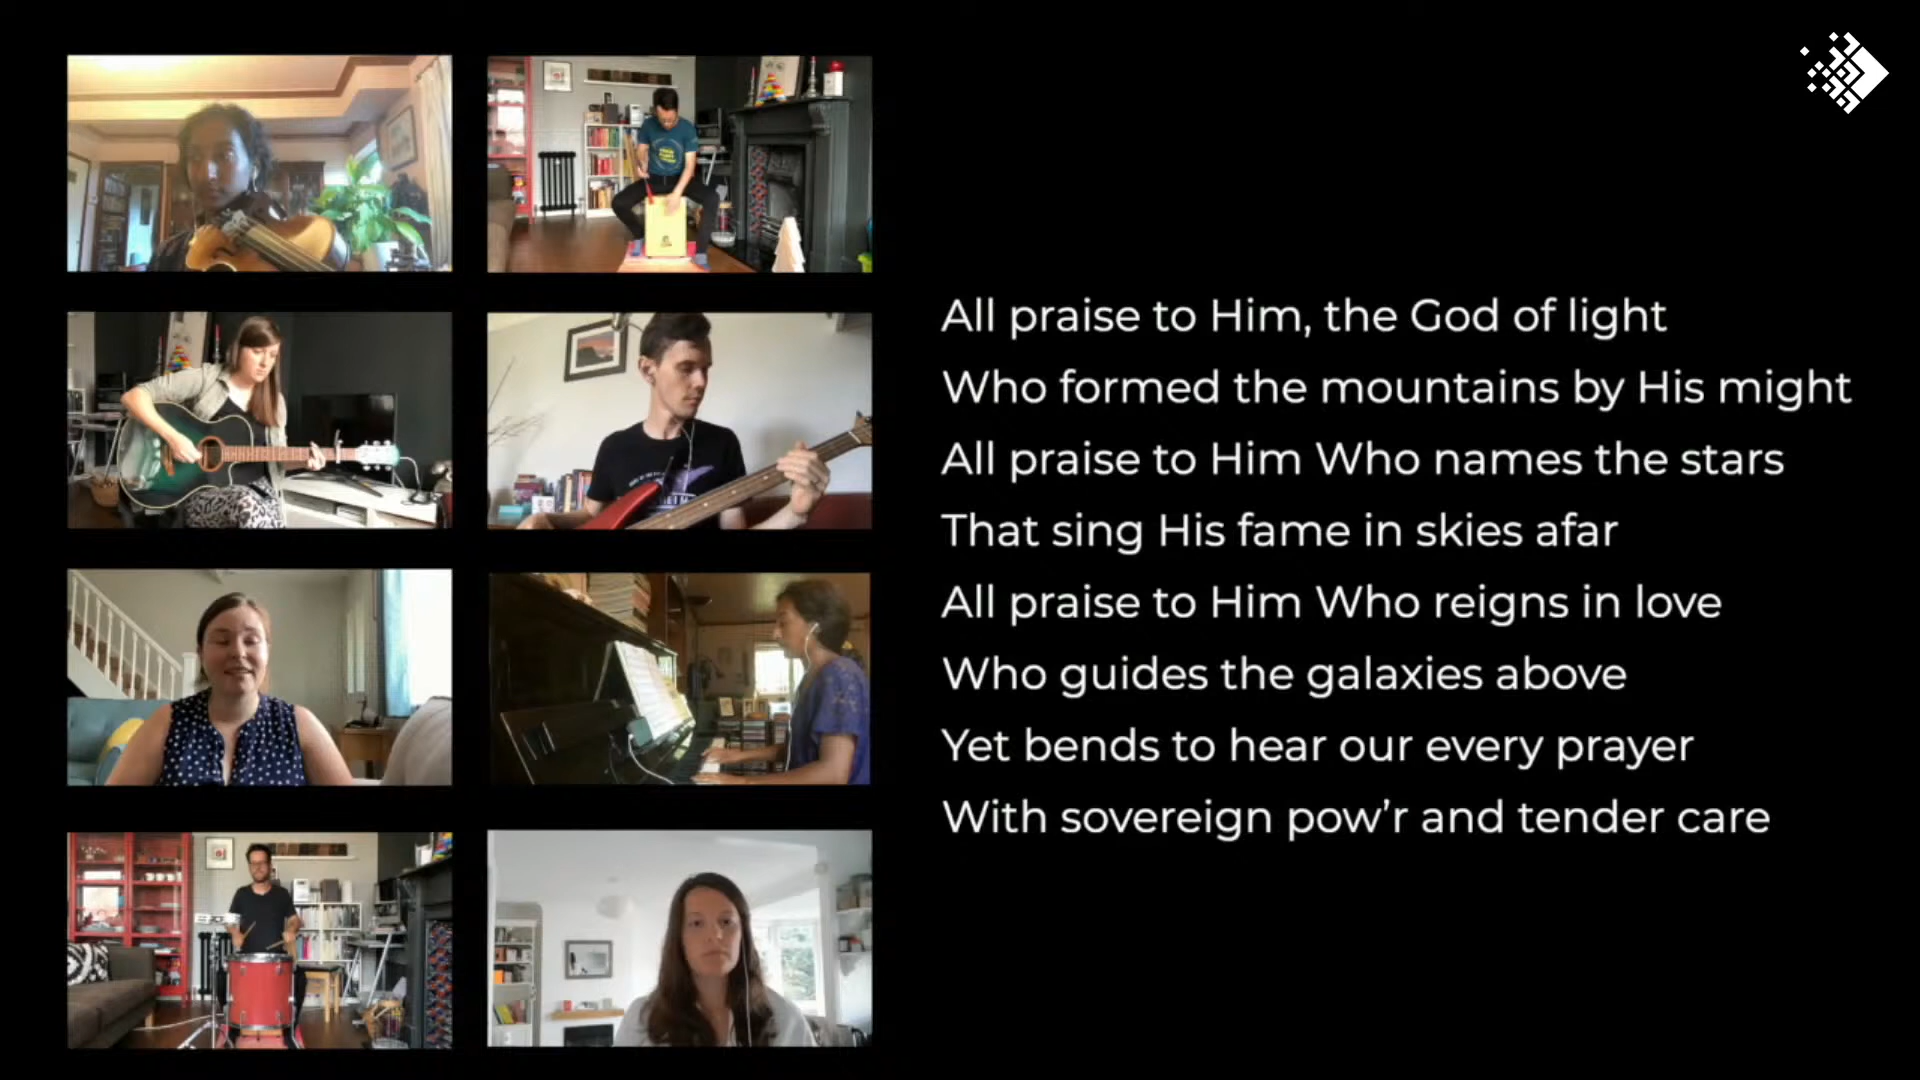 All praise to Him, the God of light
Who formed the mountains by His might
All praise to Him Who names the stars
That sing His fame in skies afar
All praise to Him Who reigns in love
Who guides the galaxies above
Yet bends to hear our every prayer
With sovereign pow’r and tender care